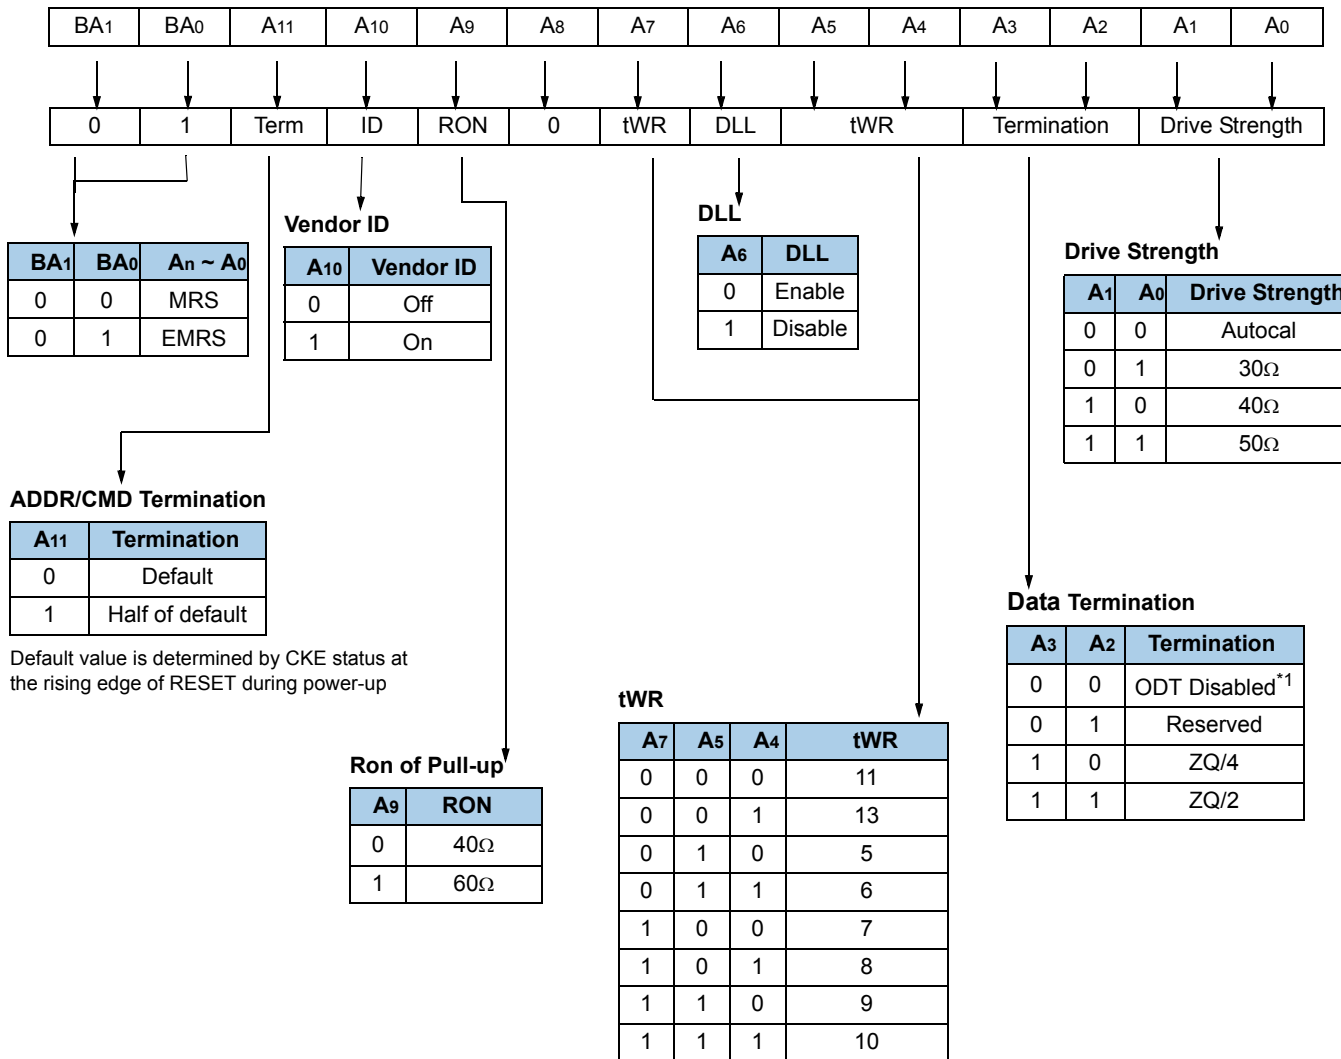 BA1 BA0 A11 A10 A9 A8 A7 A6 A5 A4 A3 A2 A1 A0
0 1 Term ID RON 0 tWR DLL tWR Termination Drive Strength
BA1 BA0 An ~ A0
0 0 MRS
0 1 EMRS
Vendor ID
A10 Vendor ID
0 Off
1 On
DLL
A6 DLL
0 Enable
1 Disable
Drive Strength
A1 A0 Drive Strength
0 0 Autocal
0 1 30Ω
1 0 40Ω
1 1 50Ω
ADDR/CMD Termination
A11 Termination
0 Default
1 Half of default
Default value is determined by CKE status at
the rising edge of RESET during power-up
Ron of Pull-up
A9 RON
0 40Ω
1 60Ω
tWR
A7 A5 A4 tWR
0 0 0 11
0 0 1 13
0 1 0 5
0 1 1 6
1 0 0 7
1 0 1 8
1 1 0 9
1 1 1 10
Data Termination
A3 A2 Termination
0 0 ODT Disabled*1
0 1 Reserved
1 0 ZQ/4
1 1 ZQ/2